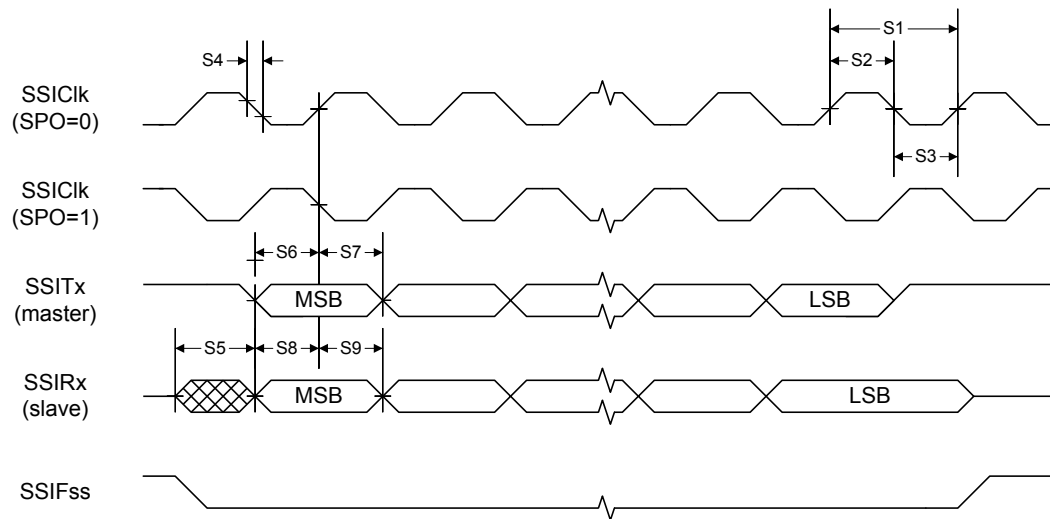 S1
S4
S2
SSIClk
(SPO=0)
S3
SSIClk
(SPO=1)
S6
S7
SSITx
(master)
MSB
LSB
S5
S8
S9
SSIRx
(slave)
MSB
LSB
SSIFss